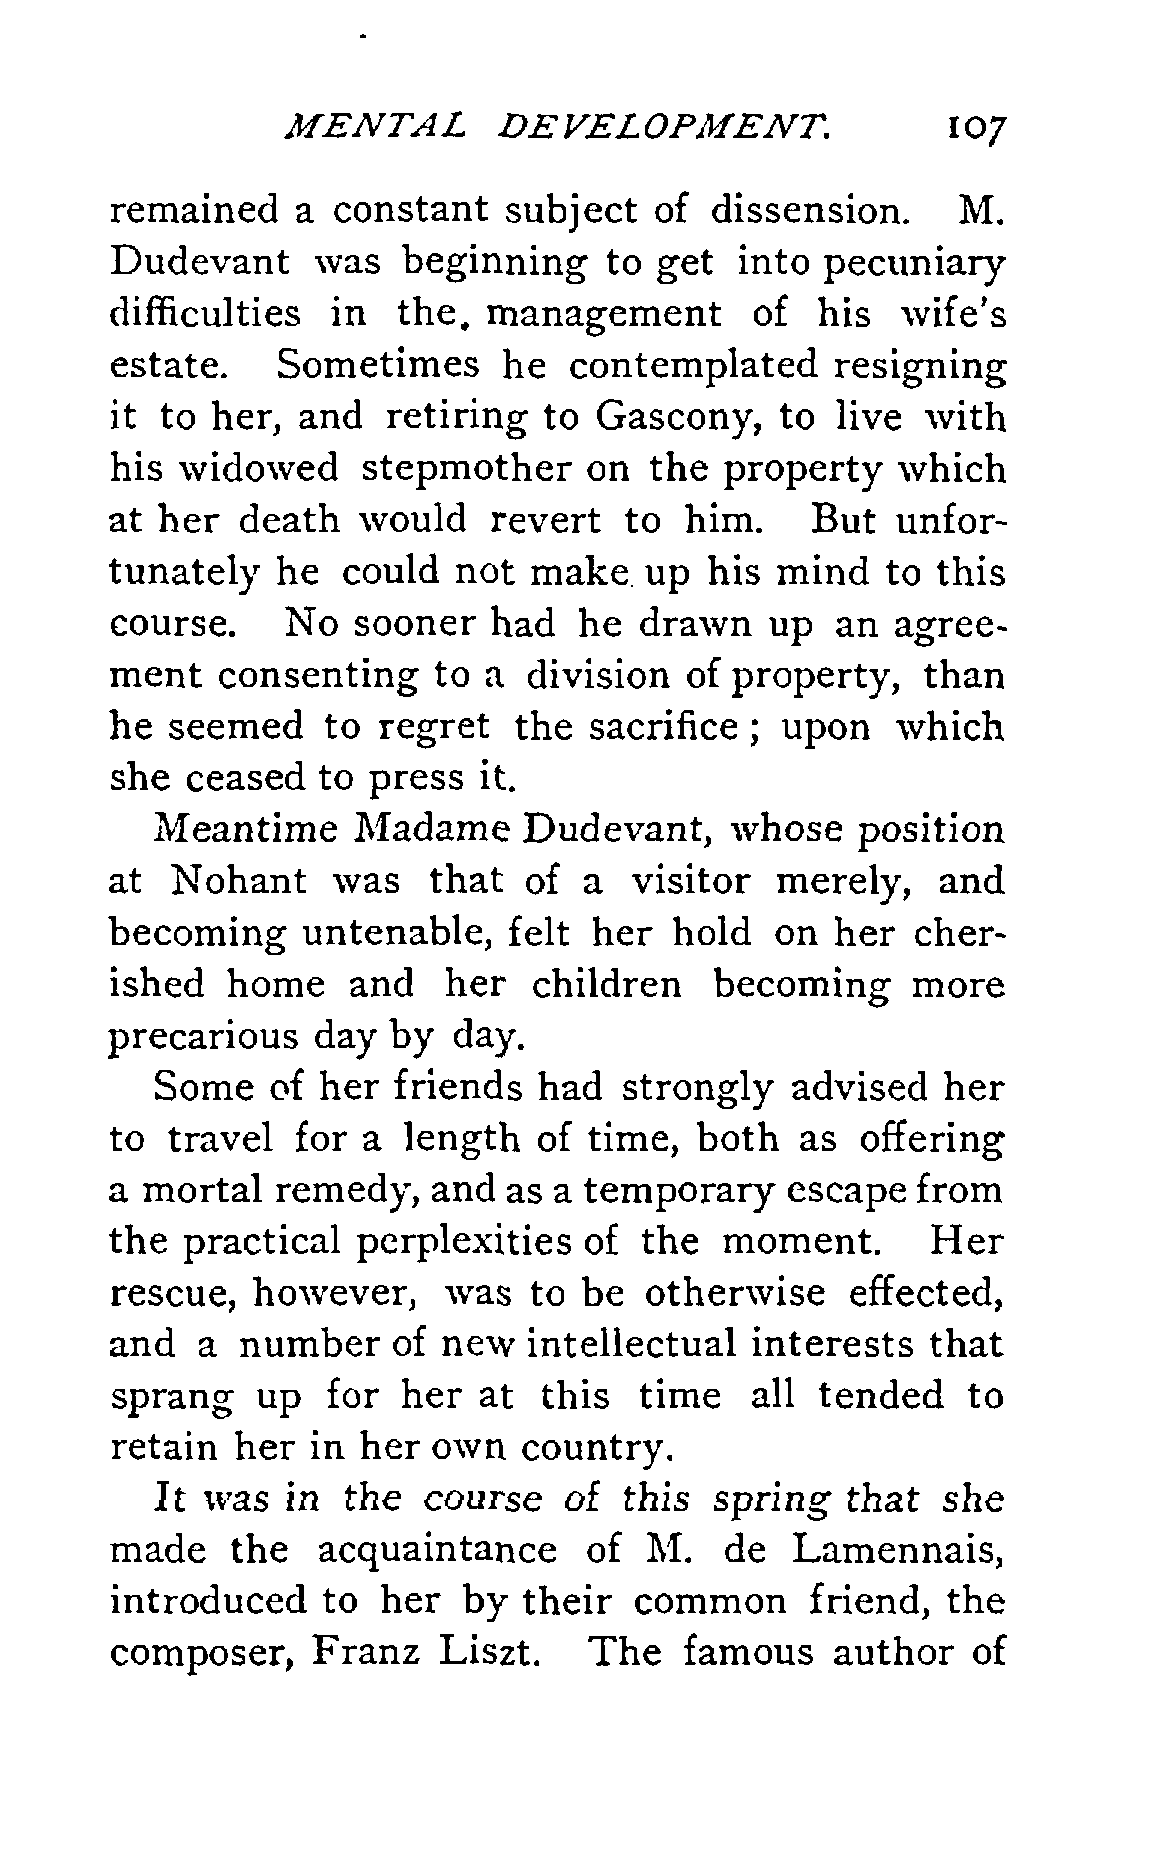 MENTAL DEVELOPMENT. 107
remained a constant subject of dissension. M.
Dudevant was beginning to get into pecuniary
difficulties in the. management of his wife's
estate. Sometimes he contemplated resigning
it to her, and retiring to Gascony, to live with
his widowed stepmother on the property which
at her death would revert to him. But unfor-
tunately he could not make up his mind to this
course. No sooner had he drawn up an agree-
ment consenting to a division of property, than
he seemed to regret the sacrifice ; upon which
she ceased to press it.
Meantime Madame Dudevant, whose position
at Nohant was that of a visitor merely, and
becoming untenable, felt her hold on her cher-
ished home and her children becoming more
precarious day by day.
Some of her friends had strongly advised her
to travel for a length of time, both as offering
a mortal remedy, and as a temporary escape from
the practical perplexities of the moment. Her
rescue, however, was to be otherwise effected,
and a number of new intellectual interests that
sprang up for her at this time all tended to
retain her in her own country.
It was in the course of this spring that she
made the acquaintance of M. de Lamennais,
introduced to her by their common friend, the
composer, Franz Liszt. The famous author of